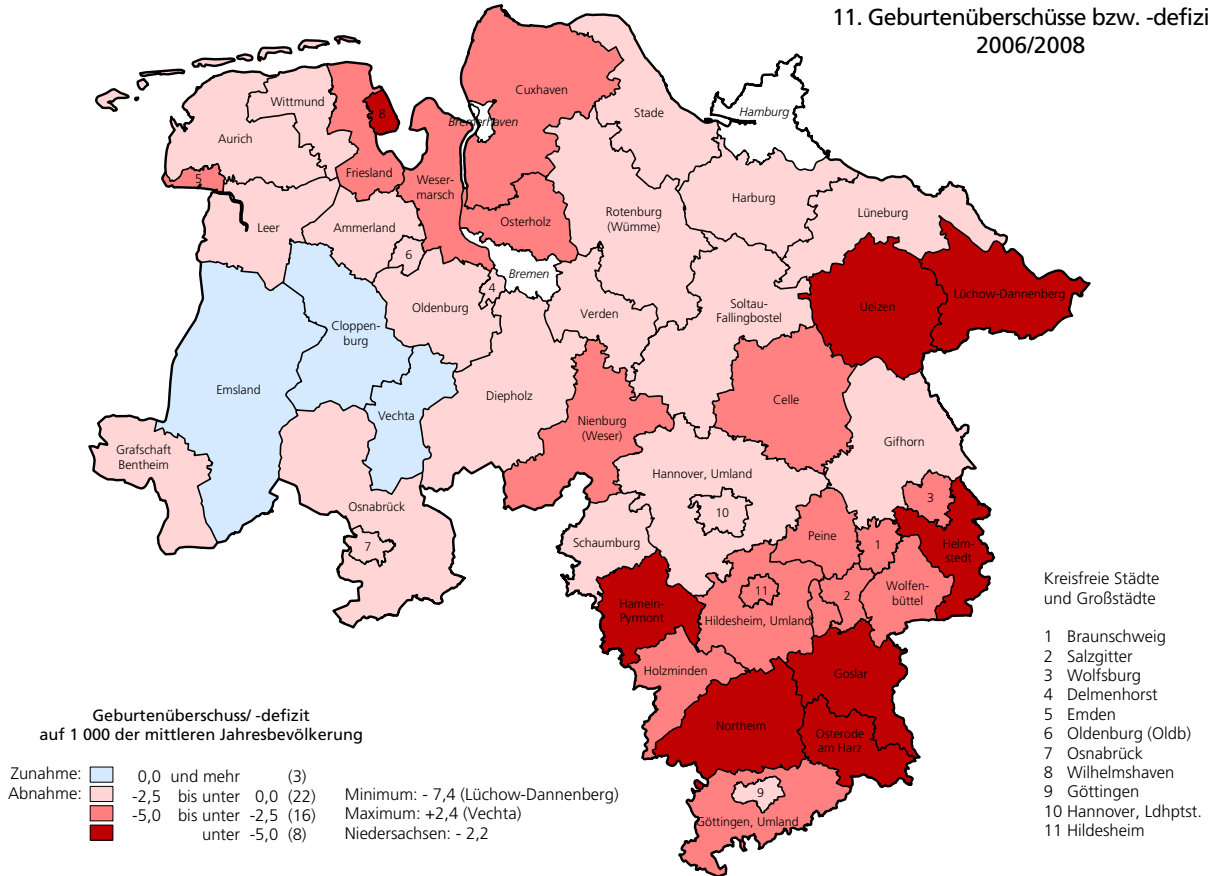 11. Geburtenüberschüsse bzw. -defizi
2006/2008
Cuxhaven
Wittmund
8
Bremerhaven
Stade
Hamburg
Aurich
Friesland
5
Weser-
marsch
Harburg
Rotenburg
(Wümme)
Lüneburg
Osterholz
Leer
Ammerland
6
Bremen
4
Oldenburg
Verden
Soltau-
Fallingbostel
Uelzen
Lüchow-Dannenberg
Cloppen-
burg
Emsland
Vechta
Diepholz
Celle
Nienburg
(Weser)
Gifhorn
Grafschaft
Bentheim
Hannover, Umland
3
Osnabrück
10
7
Schaumburg
Peine
1
Helm-
stedt
Hameln-
Pyrmont
11
2
Wolfen-
büttel
Hildesheim, Umland
Holzminden
Goslar
Northeim
Osterode
am Harz
9
Göttingen, Umland
Kreisfreie Städte
und Großstädte
1 Braunschweig
2 Salzgitter
3 Wolfsburg
4 Delmenhorst
5 Emden
6 Oldenburg (Oldb)
7 Osnabrück
8 Wilhelmshaven
9 Göttingen
10 Hannover, Ldhptst.
11 Hildesheim
Geburtenüberschuss/ -defizit
auf 1 000 der mittleren Jahresbevölkerung
Zunahme: 0,0 und mehr (3)
Abnahme: -2,5 bis unter 0,0 (22) Minimum: - 7,4 (Lüchow-Dannenberg)
-5,0 bis unter -2,5 (16) Maximum: +2,4 (Vechta)
unter -5,0 (8) Niedersachsen: - 2,2